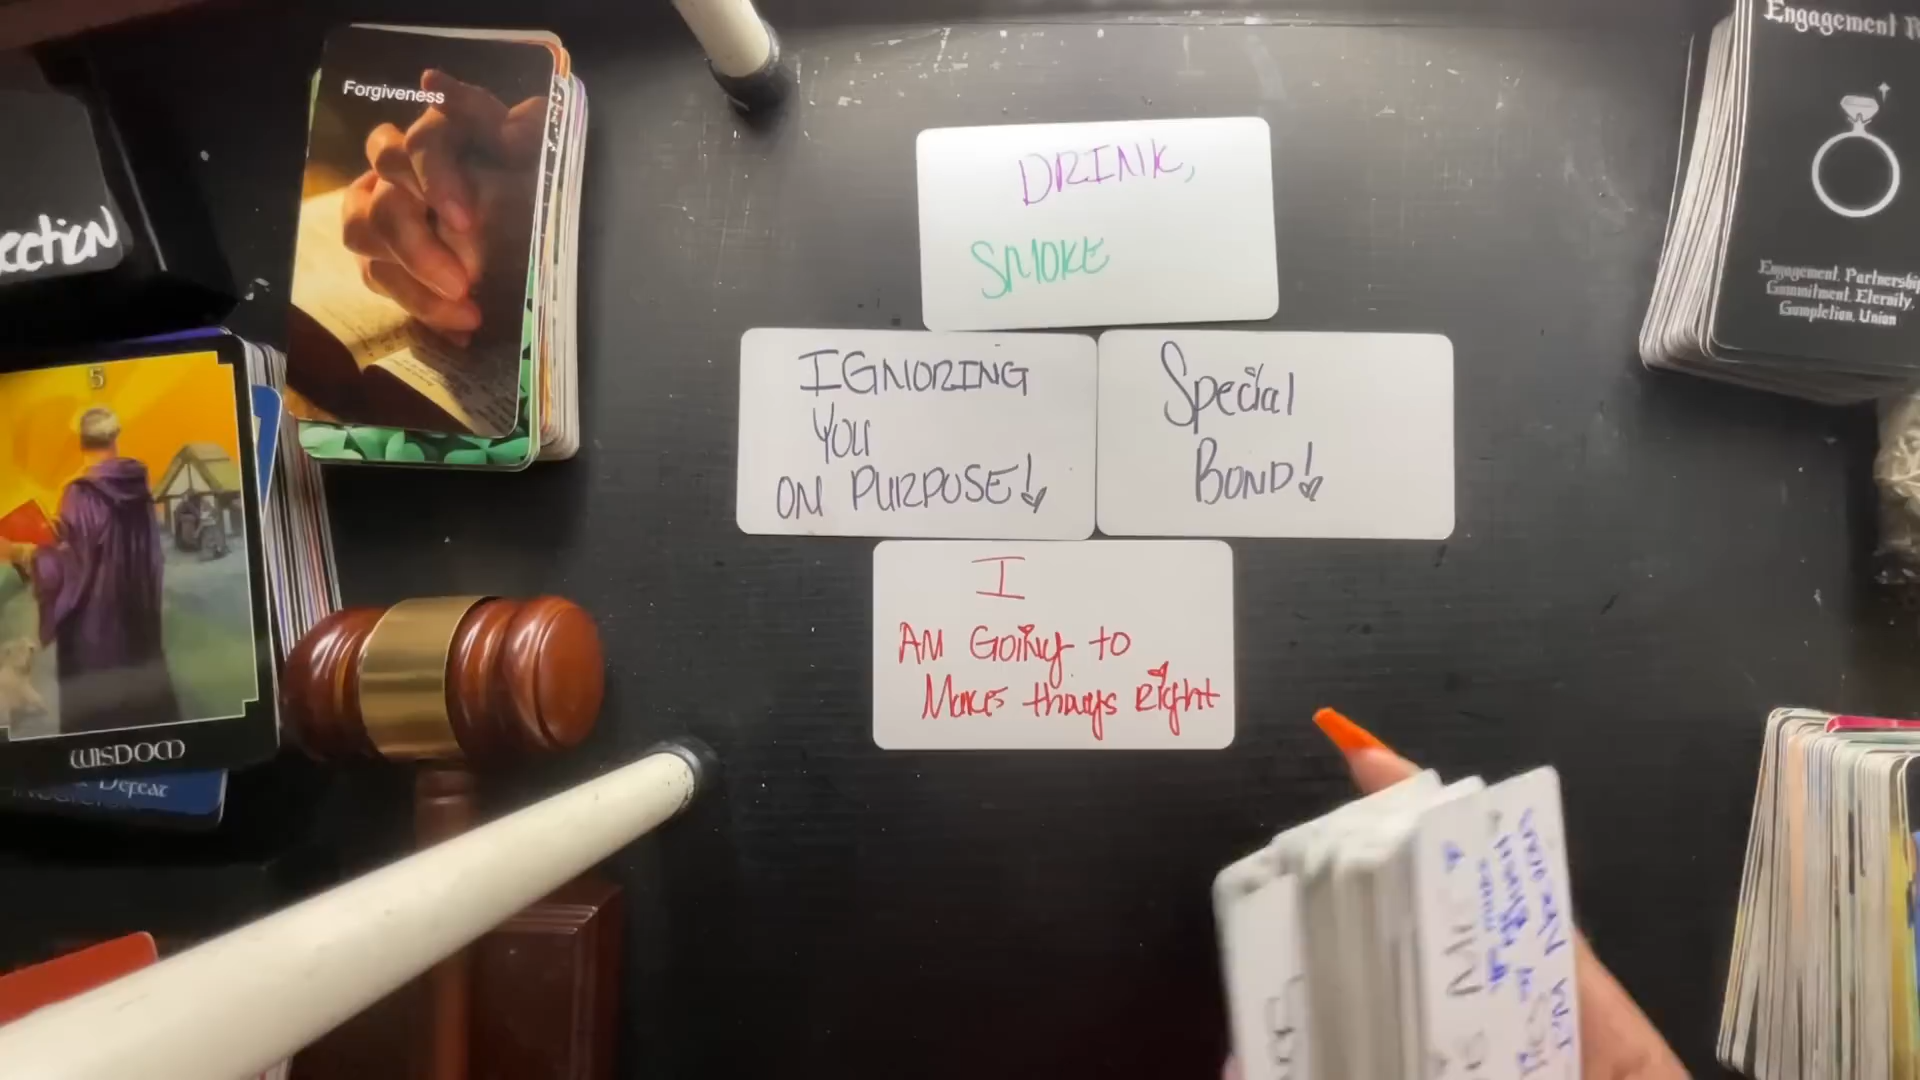 Forgiveness
ection
5
WISDOM
Defeat
DRINK,
SMOKE
IGNORING
YOU
ON PURPOSE!
Special
BOND!
I
AM GOiNg to
Makes things Right
Engagement
Engagement, Partnership
Commitment, Eternity,
Completion, Union